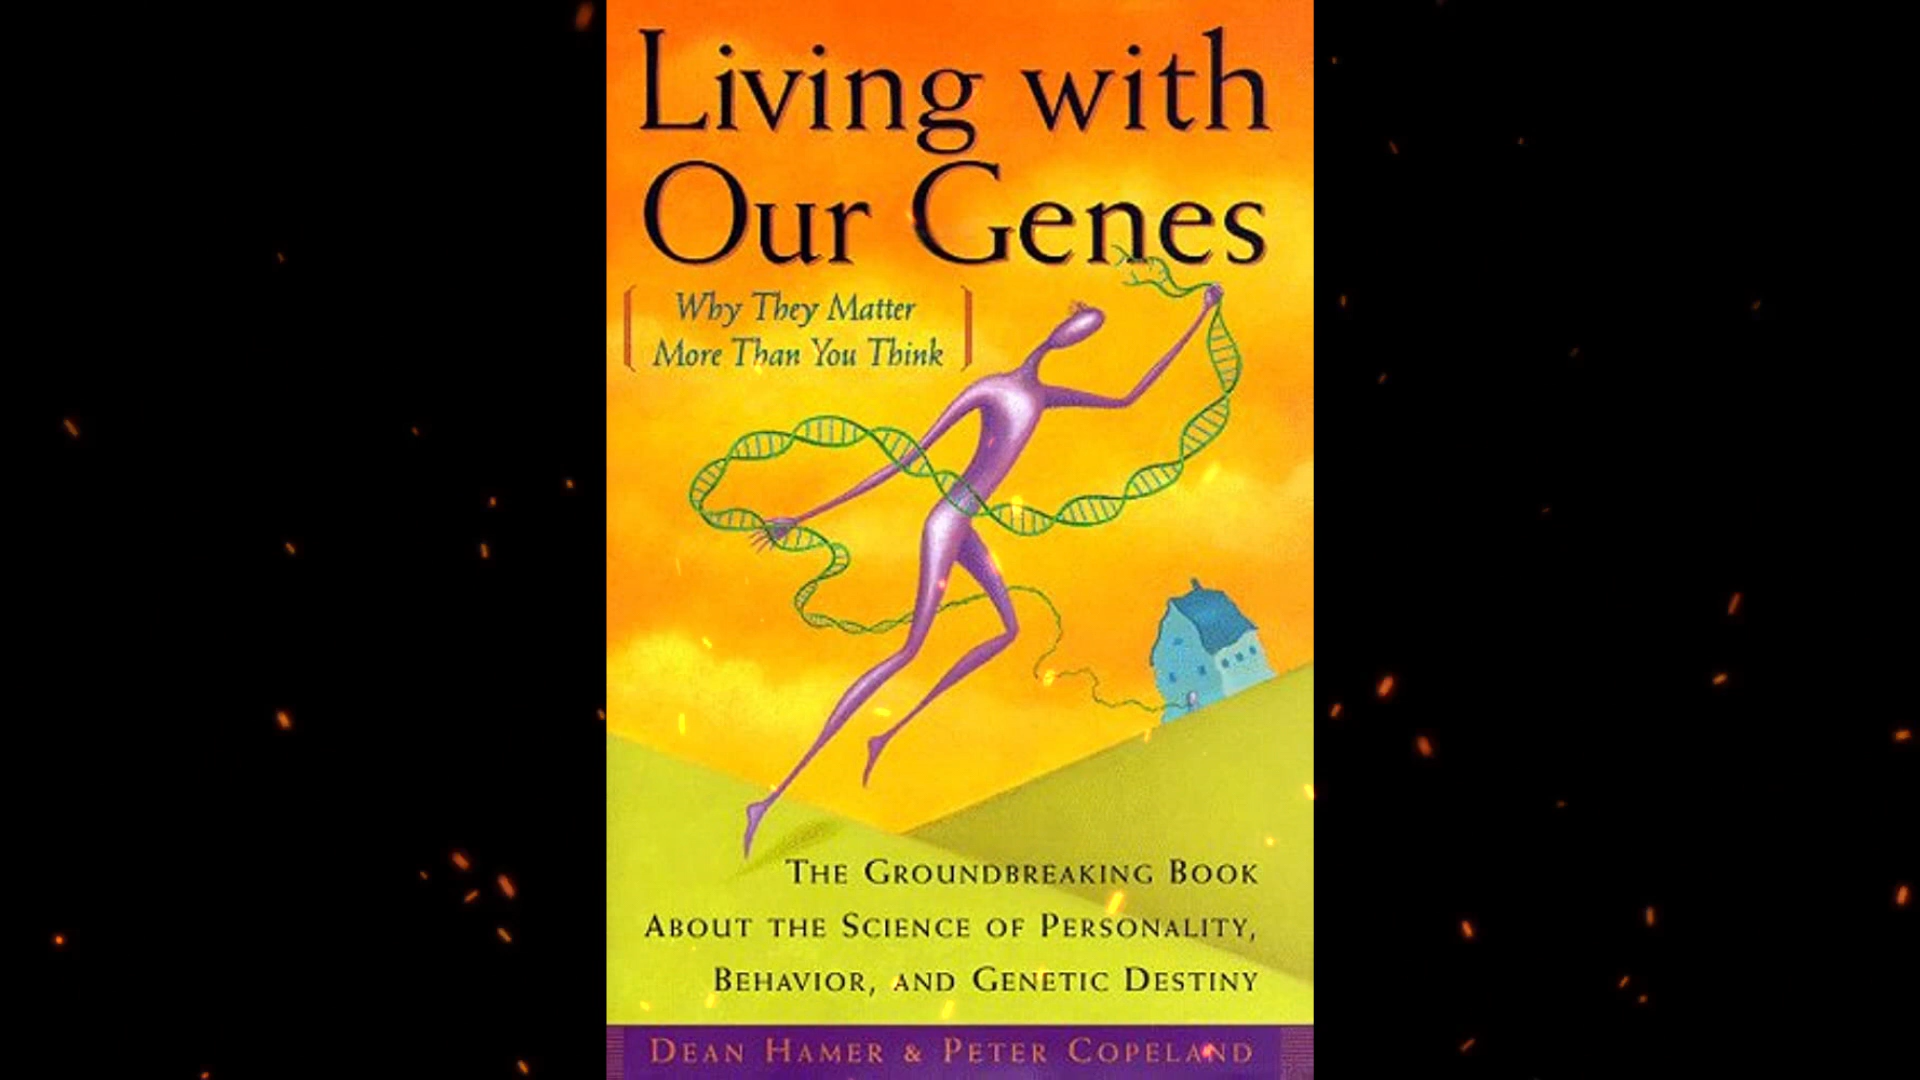 Living with
Our Genes
Why They Matter
More Than You Think
The Groundbreaking Book
About the Science of Personality,
Behavior, and Genetic Destiny
Dean Hamer & Peter Copeland